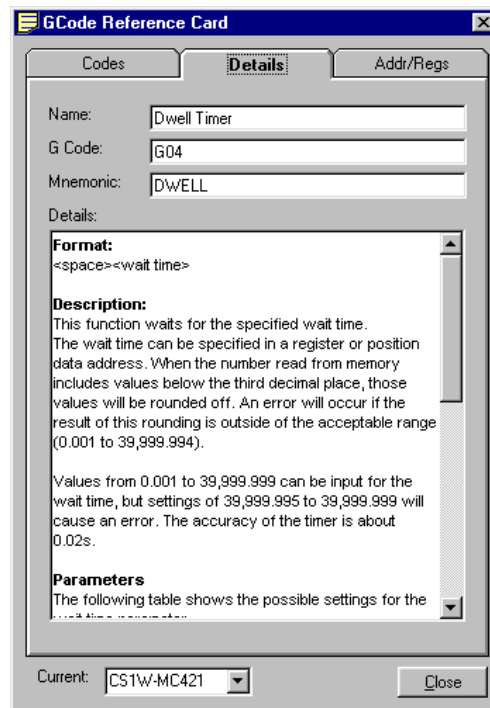 GCode Reference Card
Codes
Details
Addr/Regs
Name:
Dwell Timer
G Code:
G04
Mnemonic:
DWELL
Details:
Format:
<space><wait time>
Description:
This function waits for the specified wait time.
The wait time can be specified in a register or position
data address. When the number read from memory
includes values below the third decimal place, those
values will be rounded off. An error will occur if the
result of this rounding is outside of the acceptable range
(0.001 to 39,999.994).
Values from 0.001 to 39,999.999 can be input for the
wait time, but settings of 39,999.995 to 39,999.999 will
cause an error. The accuracy of the timer is about
0.02s.
Parameters
The following table shows the possible settings for the
wait time parameter
Current:
CS1W-MC421
Close